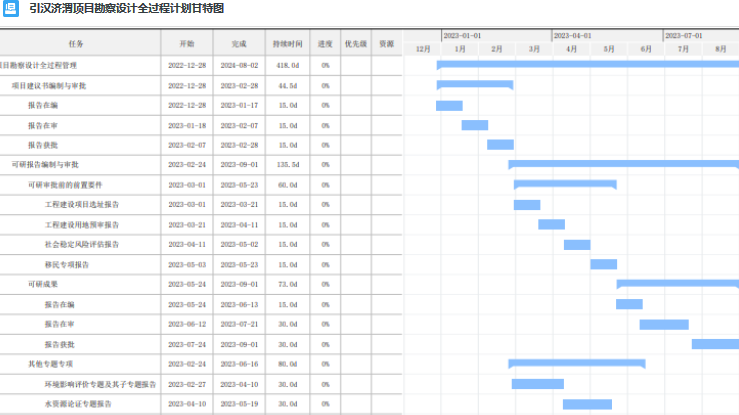 引汉济渭项目勘察设计全过程计划甘特图
任务 开始 完成 持续时间 进度 优先级 资源
2023-01-01 2023-04-01 2023-07-01
12月 1月 2月 3月 4月 5月 6月 7月 8月
目勘察设计全过程管理 2022-12-28 2024-08-02 418.0d 0%
项目建议书编制与审批 2022-12-28 2023-02-28 44.5d 0%
报告在编 2022-12-28 2023-01-17 15.0d 0%
报告在审 2023-01-18 2023-02-07 15.0d 0%
报告获批 2023-02-07 2023-02-28 15.0d 0%
可研报告编制与审批 2023-02-24 2023-09-01 135.5d 0%
可研审批前的前置要件 2023-03-01 2023-05-23 60.0d 0%
工程建设项目选址报告 2023-03-01 2023-03-21 15.0d 0%
工程建设用地预审报告 2023-03-21 2023-04-11 15.0d 0%
社会稳定风险评估报告 2023-04-11 2023-05-02 15.0d 0%
移民专项报告 2023-05-03 2023-05-23 15.0d 0%
可研成果 2023-05-24 2023-09-01 73.0d 0%
报告在编 2023-05-24 2023-06-13 15.0d 0%
报告在审 2023-06-12 2023-07-21 30.0d 0%
报告获批 2023-07-24 2023-09-01 30.0d 0%
其他专题专项 2023-02-24 2023-06-16 80.0d 0%
环境影响评价专题及其子专题报告 2023-02-27 2023-04-10 30.0d 0%
水资源论证专题报告 2023-04-10 2023-05-19 30.0d 0%